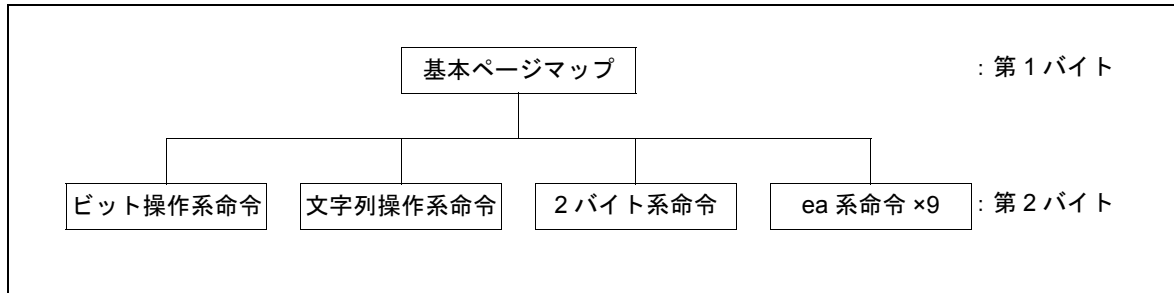 基本ページマップ : 第 1 バイト
ビット操作系命令 文字列操作系命令 2 バイト系命令 ea 系命令 ×9 : 第 2 バイト